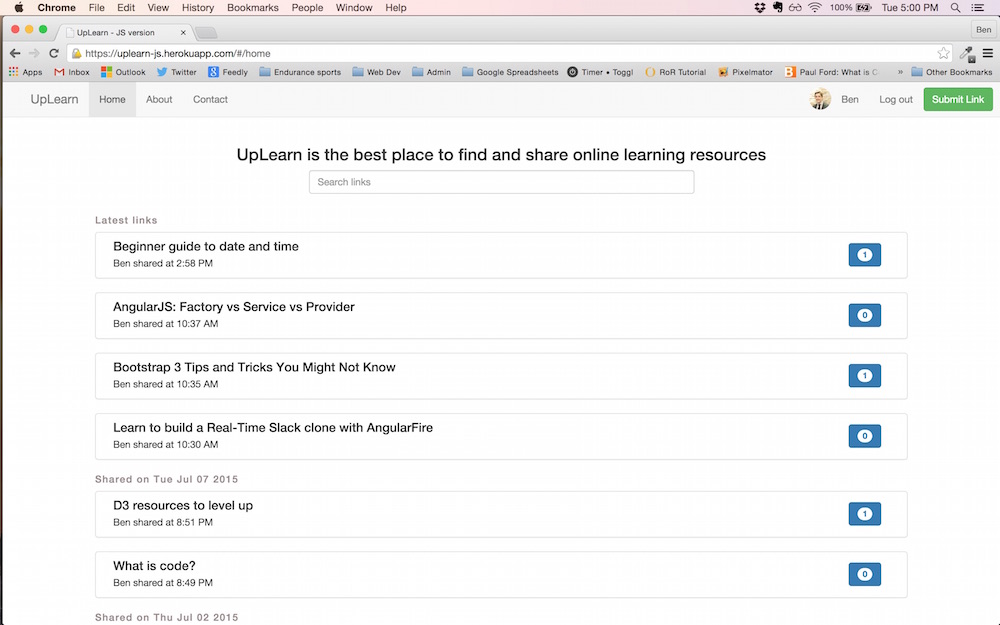 Chrome File Edit View History Bookmarks People Window Help 100% Tue 5:00 PM
UpLearn - JS version Ben
https://uplearn-js.herokuapp.com/#/home
Apps Inbox Outlook Twitter Feedly Endurance sports Web Dev Admin Google Spreadsheets Timer • Toggl RoR Tutorial Pixelmator Paul Ford: What is C » Other Bookmarks
UpLearn Home About Contact Ben Log out Submit Link
UpLearn is the best place to find and share online learning resources
Search links
Latest links
Beginner guide to date and time
Ben shared at 2:58 PM
1
AngularJS: Factory vs Service vs Provider
Ben shared at 10:37 AM
0
Bootstrap 3 Tips and Tricks You Might Not Know
Ben shared at 10:35 AM
1
Learn to build a Real-Time Slack clone with AngularFire
Ben shared at 10:30 AM
0
Shared on Tue Jul 07 2015
D3 resources to level up
Ben shared at 8:51 PM
1
What is code?
Ben shared at 8:49 PM
0
Shared on Thu Jul 02 2015